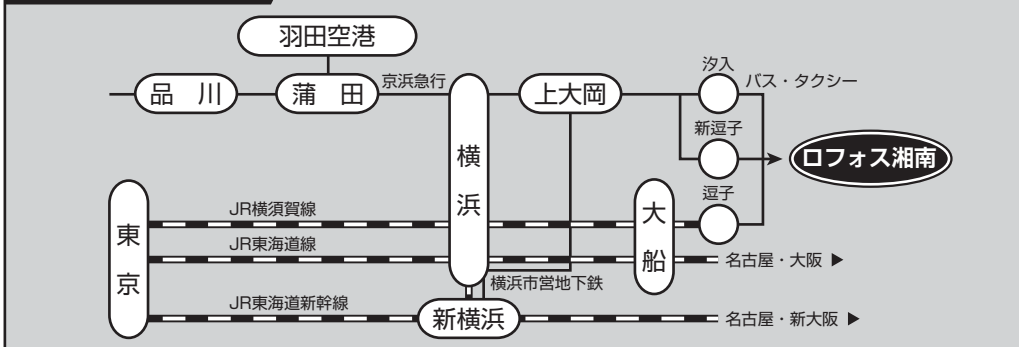 羽田空港
品川
蒲田
京浜急行
横浜
上大岡
汐入
バス・タクシー
新逗子
ロフォス湘南
逗子
東京
JR横須賀線
大船
JR東海道線
名古屋・大阪 ▶
横浜市営地下鉄
JR東海道新幹線
新横浜
名古屋・新大阪 ▶